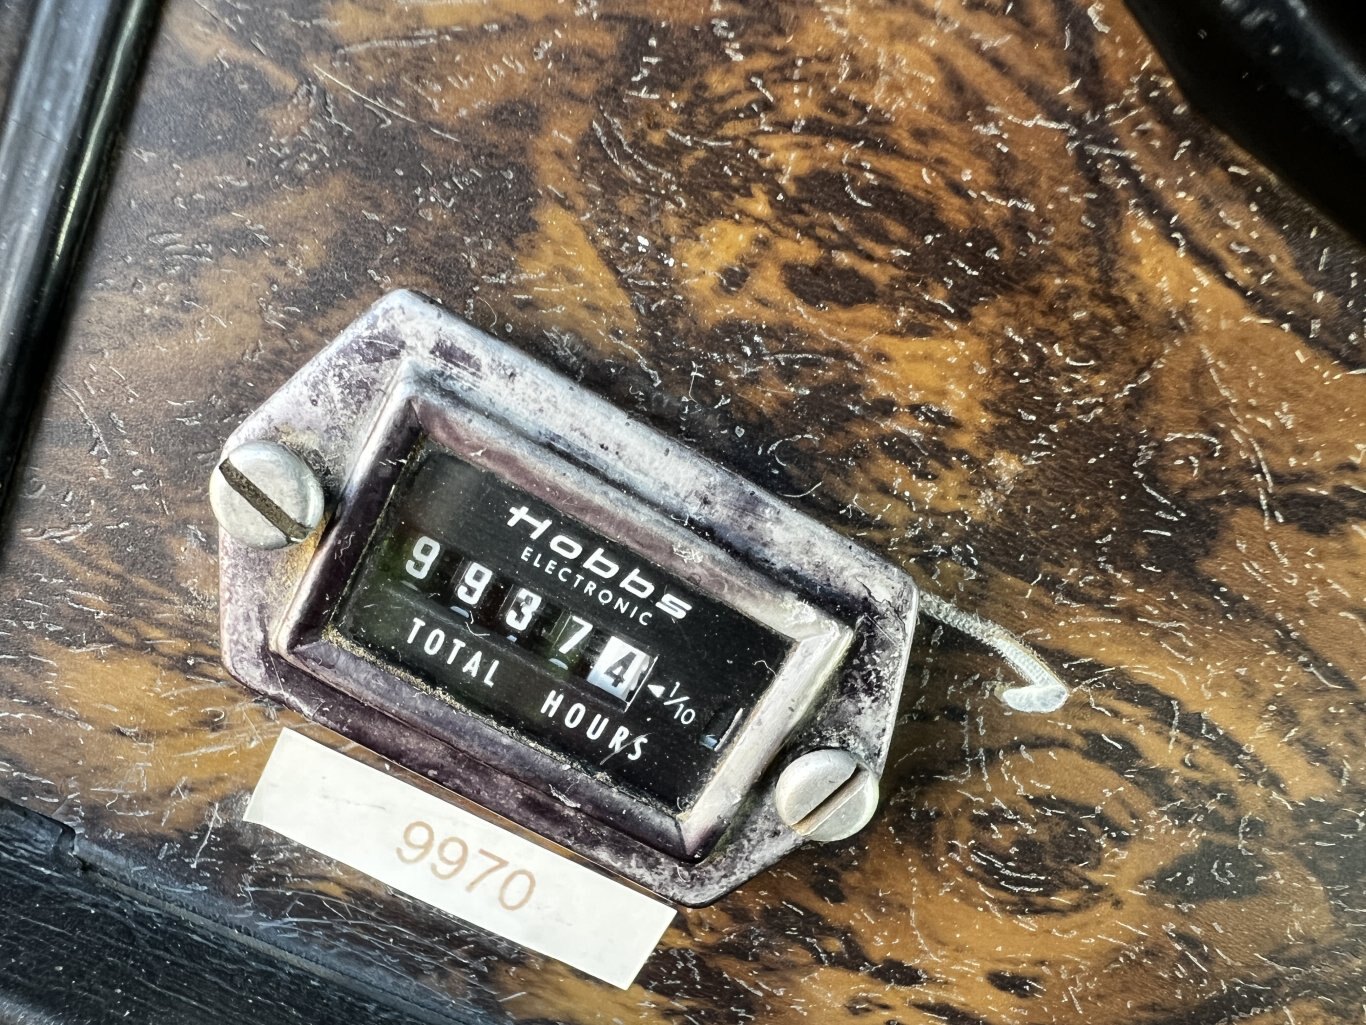 Hobbs
ELECTRONIC
99374 ◄1/10
TOTAL HOURS
9970